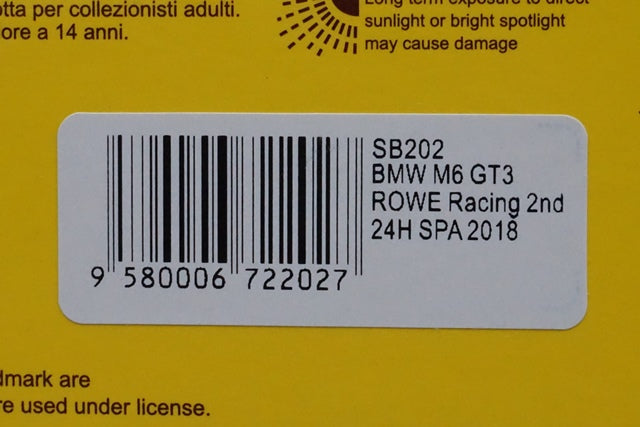 otta per collezionisti adulti.
ore a 14 anni.
Long term exposure to direct
sunlight or bright spotlight
may cause damage
SB202
BMW M6 GT3
ROWE Racing 2nd
24H SPA 2018
9 580006 722027
dmark are
re used under license.